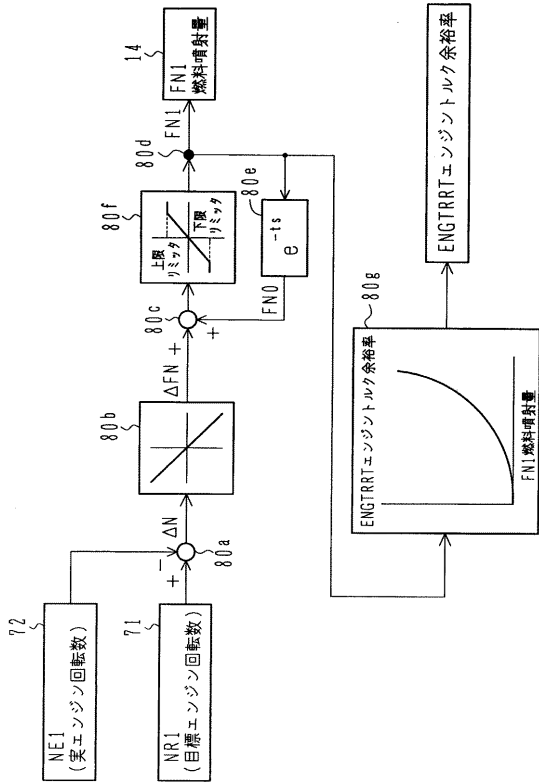 72
NE1
(実エンジン回転数)
71
NR1
(目標エンジン回転数)
－
＋
ΔN
80a
80b
ΔFN
＋
＋
80c
80f
上限
リミッタ
下限
リミッタ
80d
FN1
14
FN1
燃料噴射量
80e
e-ts
FN0
80g
ENGTRRTエンジントルク余裕率
FN1燃料噴射量
ENGTRRTエンジントルク余裕率